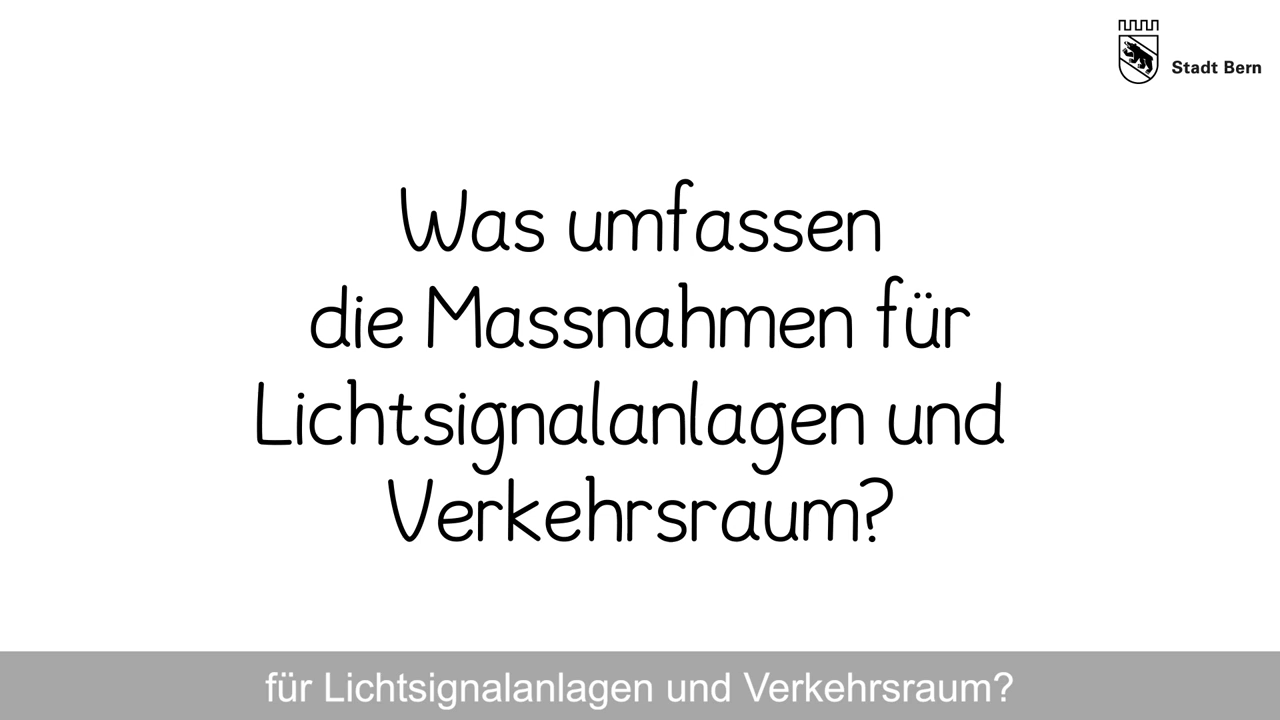 Stadt Bern
Was umfassen
die Massnahmen für
Lichtsignalanlagen und
Verkehrsraum?
für Lichtsignalanlagen und Verkehrsraum?